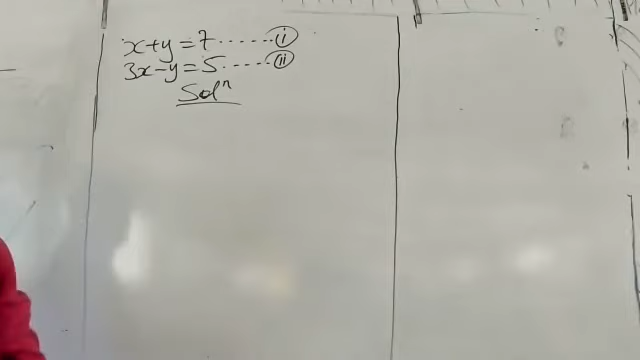 x+y=7.......(i)
3x-y=5.....(ii)
Solⁿ